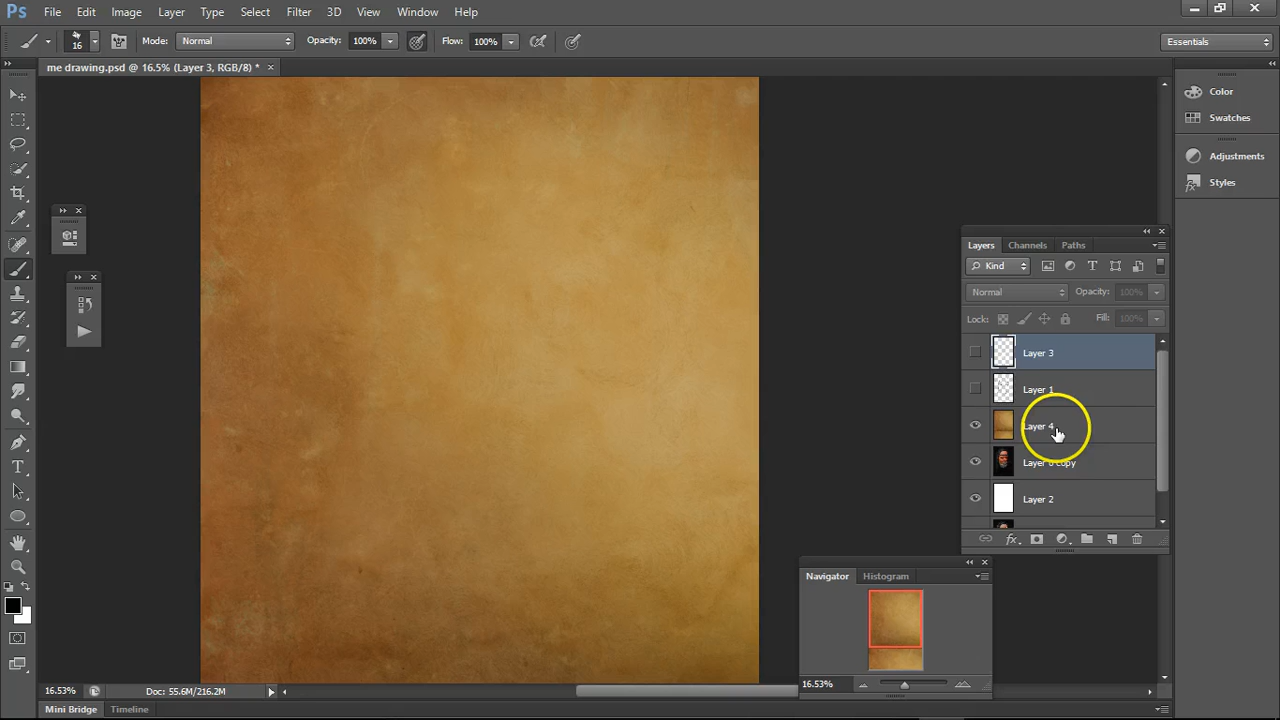 Ps File Edit Image Layer Type Select Filter 3D View Window Help
16 Mode: Normal Opacity: 100% Flow: 100% Essentials
me drawing.psd @ 16.5% (Layer 3, RGB/8) *
Color
Swatches
Adjustments
Styles
Layers Channels Paths
Kind
Normal Opacity: 100%
Lock: Fill: 100%
Layer 3
Layer 1
Layer 4
Layer 0 copy
Layer 2
Navigator Histogram
16.53%
16.53% Doc: 55.6M/216.2M
Mini Bridge Timeline